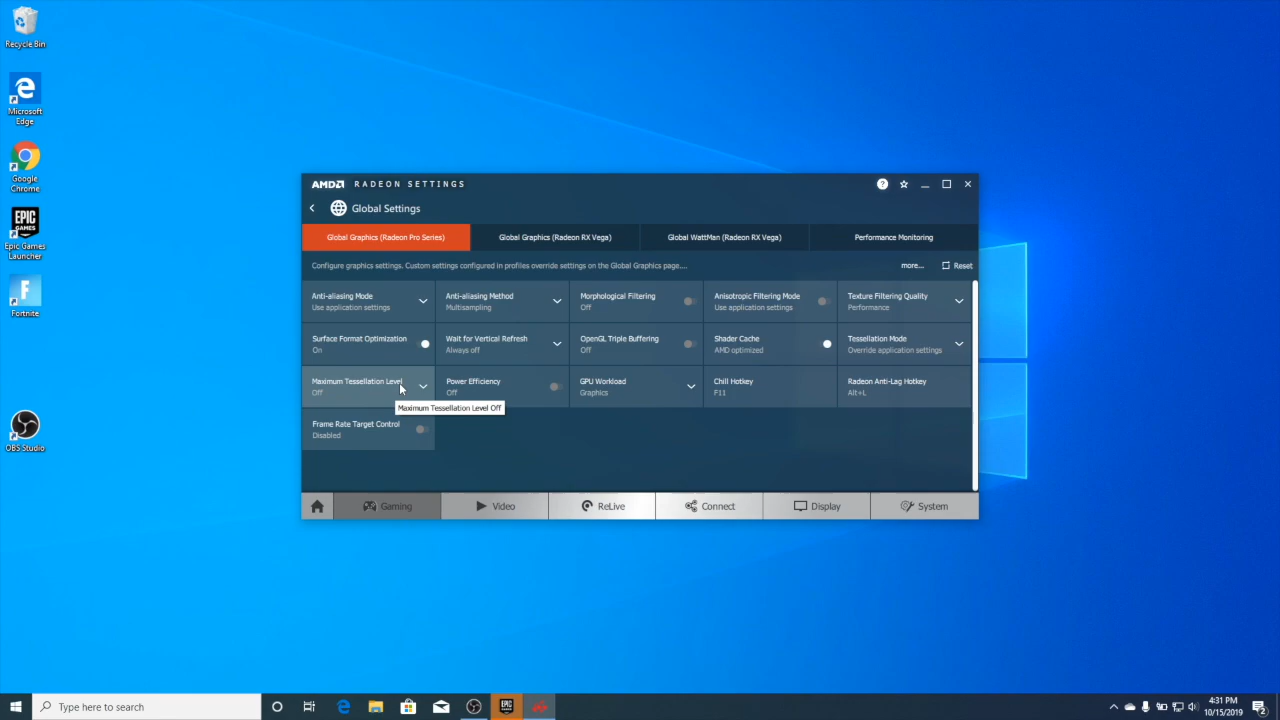 Recycle Bin
Microsoft
Edge
Google
Chrome
EPIC
GAMES
Epic Games
Launcher
F
Fortnite
OBS Studio
AMD RADEON SETTINGS
?
Global Settings
Global Graphics (Radeon Pro Series)
Global Graphics (Radeon RX Vega)
Global WattMan (Radeon RX Vega)
Performance Monitoring
Configure graphics settings. Custom settings configured in profiles override settings on the Global Graphics page....
more...
Reset
Anti-aliasing Mode
Use application settings
Anti-aliasing Method
Multisampling
Morphological Filtering
Off
Anisotropic Filtering Mode
Use application settings
Texture Filtering Quality
Performance
Surface Format Optimization
On
Wait for Vertical Refresh
Always off
OpenGL Triple Buffering
Off
Shader Cache
AMD optimized
Tessellation Mode
Override application settings
Maximum Tessellation Level
Off
Power Efficiency
Off
GPU Workload
Graphics
Chill Hotkey
F11
Radeon Anti-Lag Hotkey
Alt+L
Maximum Tessellation Level Off
Frame Rate Target Control
Disabled
Gaming
Video
ReLive
Connect
Display
System
Type here to search
EPIC
4:31 PM
10/15/2019
2